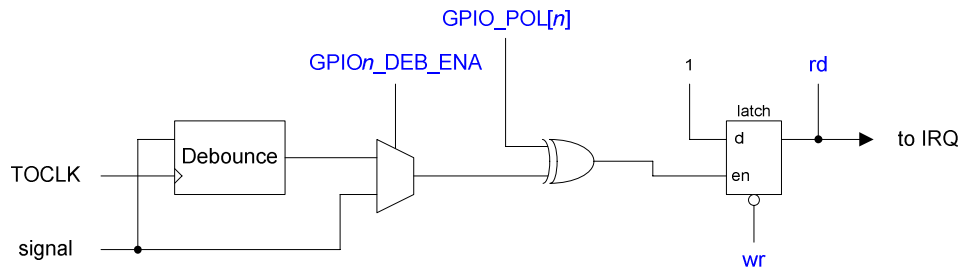 GPIO_POL[n]
GPIOn_DEB_ENA
1
rd
latch
Debounce
d
to IRQ
TOCLK
en
signal
wr